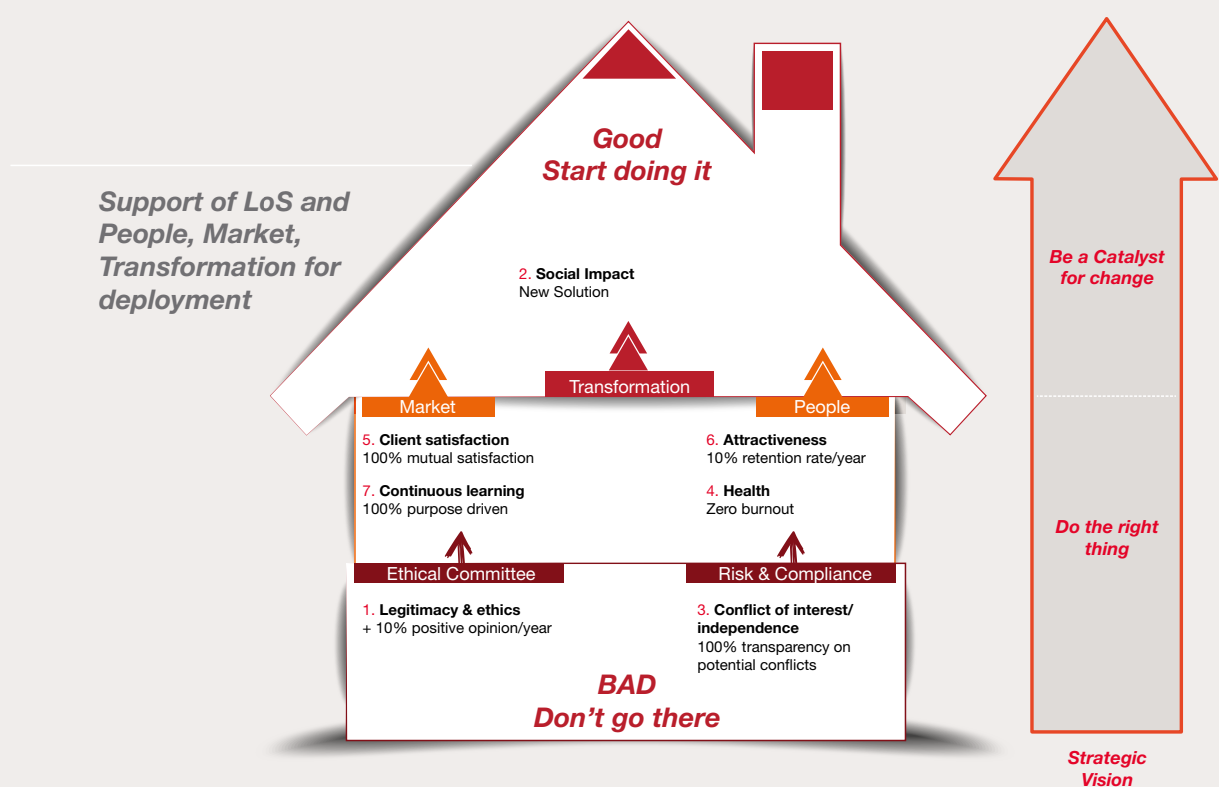 Good
Start doing it
Support of LoS and
People, Market,
Transformation for
deployment
2. Social Impact
New Solution
Be a Catalyst
for change
Transformation
Market
People
5. Client satisfaction
100% mutual satisfaction
7. Continuous learning
100% purpose driven
6. Attractiveness
10% retention rate/year
4. Health
Zero burnout
Do the right
thing
Ethical Committee
Risk & Compliance
1. Legitimacy & ethics
+ 10% positive opinion/year
3. Conflict of interest/
independence
100% transparency on
potential conflicts
BAD
Don’t go there
Strategic
Vision